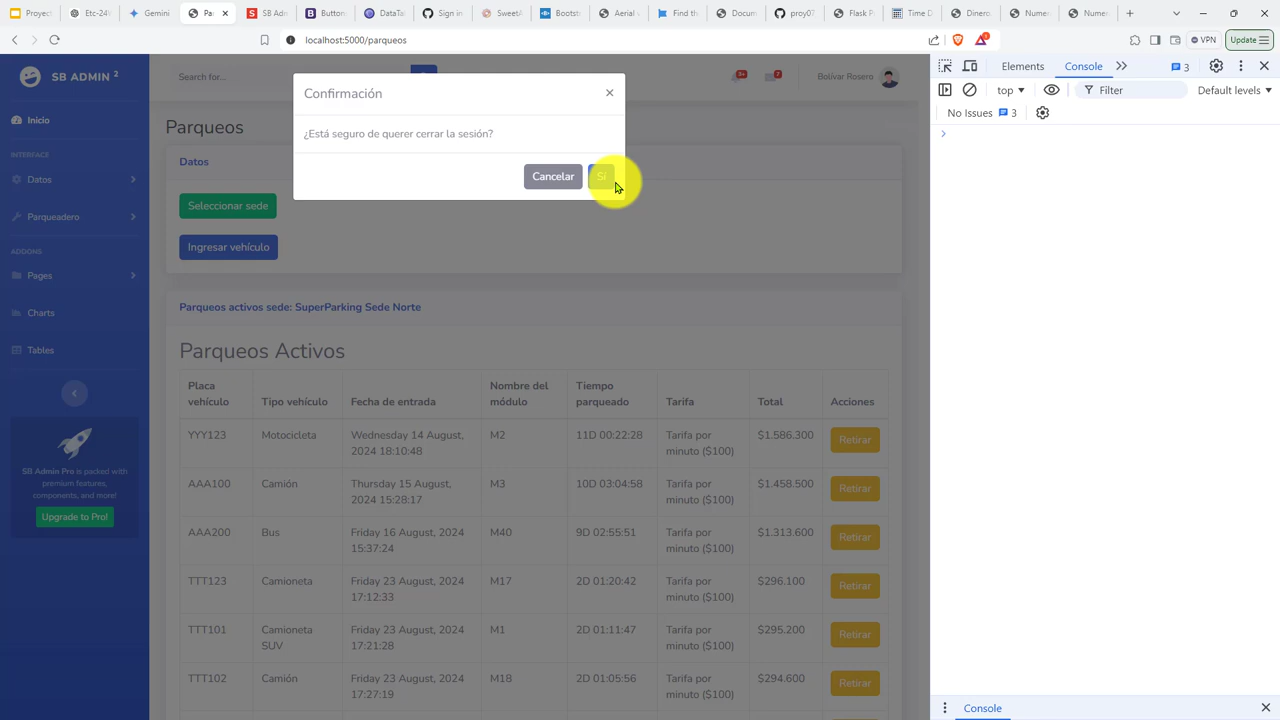 Proyec
Etc-240
Gemini
Par
SB Adm
Button
DataTa
Sign in
SweetA
Bootstr
Aerial v
Find th
Docum
proy07
Flask P
Time D
Dinero.
Nume
Numer
localhost:5000/parqueos
VPN
Update
SB ADMIN 2
Search for...
3+
7
Bolívar Rosero
Confirmación
×
¿Está seguro de querer cerrar la sesión?
Cancelar
Sí
Inicio
INTERFACE
Datos
Parqueadero
ADDONS
Pages
Charts
Tables
SB Admin Pro is packed with
premium features,
components, and more!
Upgrade to Pro!
Parqueos
Datos
Seleccionar sede
Ingresar vehículo
Parqueos activos sede: SuperParking Sede Norte
Parqueos Activos
Placa vehículo Tipo vehículo Fecha de entrada Nombre del módulo Tiempo parqueado Tarifa Total Acciones
YYY123 Motocicleta Wednesday 14 August, 2024 18:10:48 M2 11D 00:22:28 Tarifa por minuto ($100) $1.586.300 Retirar
AAA100 Camión Thursday 15 August, 2024 15:28:17 M3 10D 03:04:58 Tarifa por minuto ($100) $1.458.500 Retirar
AAA200 Bus Friday 16 August, 2024 15:37:24 M40 9D 02:55:51 Tarifa por minuto ($100) $1.313.600 Retirar
TTT123 Camioneta Friday 23 August, 2024 17:12:33 M17 2D 01:20:42 Tarifa por minuto ($100) $296.100 Retirar
TTT101 Camioneta SUV Friday 23 August, 2024 17:21:28 M1 2D 01:11:47 Tarifa por minuto ($100) $295.200 Retirar
TTT102 Camión Friday 23 August, 2024 17:27:19 M18 2D 01:05:56 Tarifa por minuto ($100) $294.600 Retirar
Elements
Console
3
top
Filter
Default levels
No Issues
3
Console